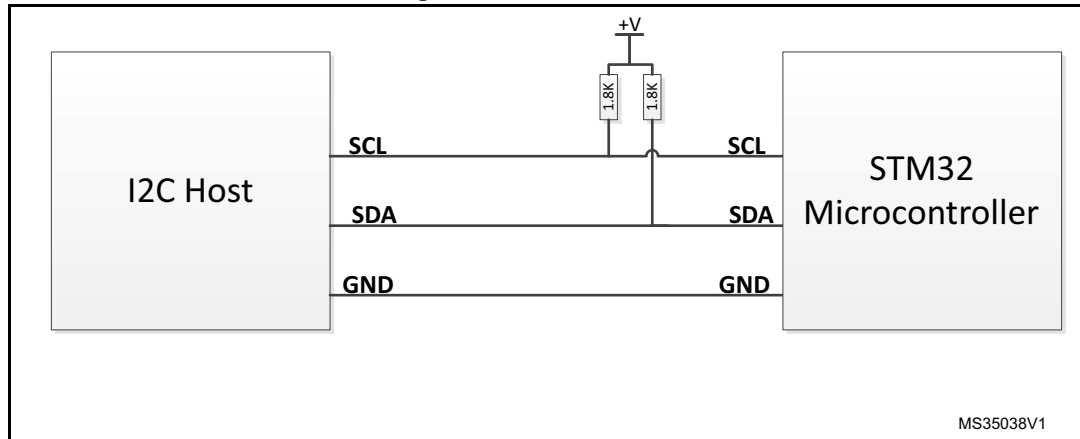 +V
1.8K
1.8K
SCL
SCL
I2C Host
STM32
Microcontroller
SDA
SDA
GND
GND
MS35038V1